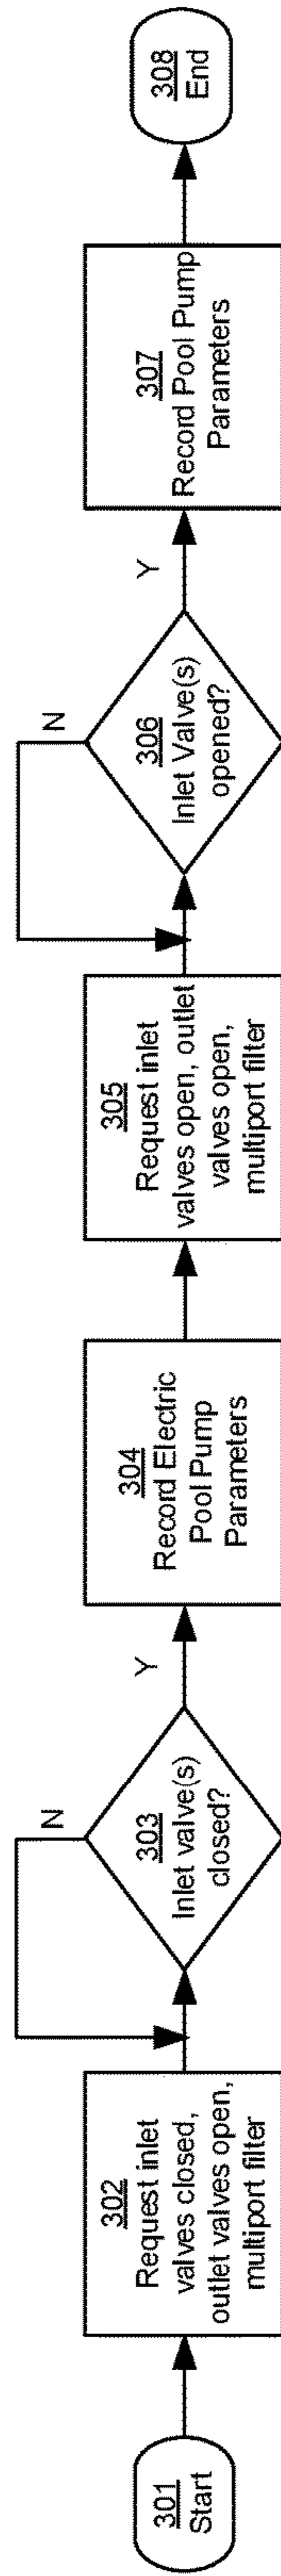 301
Start
302
Request inlet
valves closed,
outlet valves open,
multiport filter
N
303
Inlet valve(s)
closed?
Y
304
Record Electric
Pool Pump
Parameters
305
Request inlet
valves open, outlet
valves open,
multiport filter
N
306
Inlet Valve(s)
opened?
Y
307
Record Pool Pump
Parameters
308
End